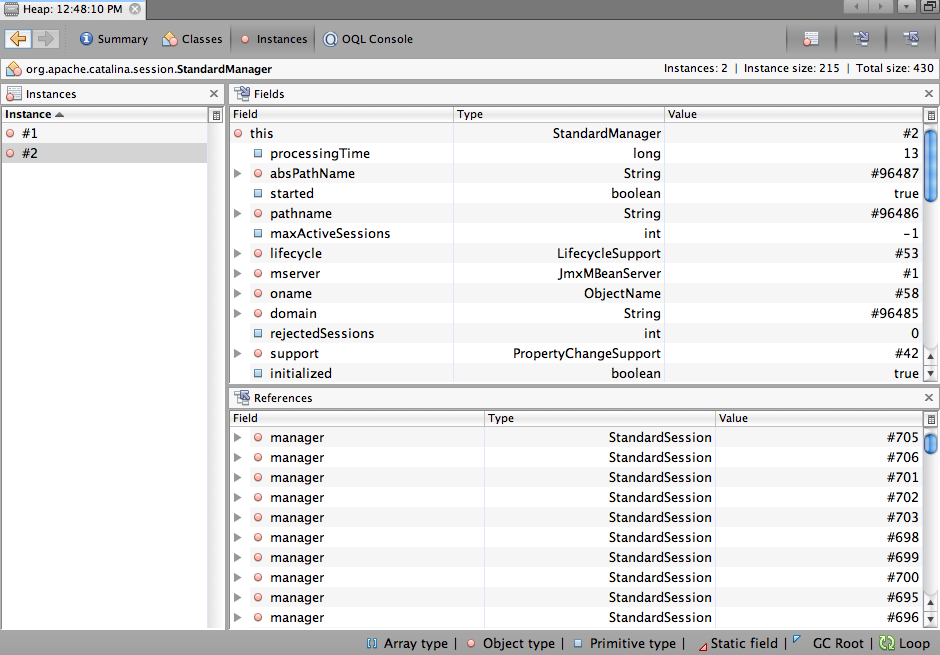 Heap: 12:48:10 PM
Summary Classes Instances OQL Console
org.apache.catalina.session.StandardManager Instances: 2 | Instance size: 215 | Total size: 430
Instances
Instance
#1
#2
Fields
Field Type Value
this StandardManager #2
processingTime long 13
absPathName String #96487
started boolean true
pathname String #96486
maxActiveSessions int -1
lifecycle LifecycleSupport #53
mserver JmxMBeanServer #1
oname ObjectName #58
domain String #96485
rejectedSessions int 0
support PropertyChangeSupport #42
initialized boolean true
References
Field Type Value
manager StandardSession #705
manager StandardSession #706
manager StandardSession #701
manager StandardSession #702
manager StandardSession #703
manager StandardSession #698
manager StandardSession #699
manager StandardSession #700
manager StandardSession #695
manager StandardSession #696
Array type | Object type | Primitive type | Static field | GC Root | Loop